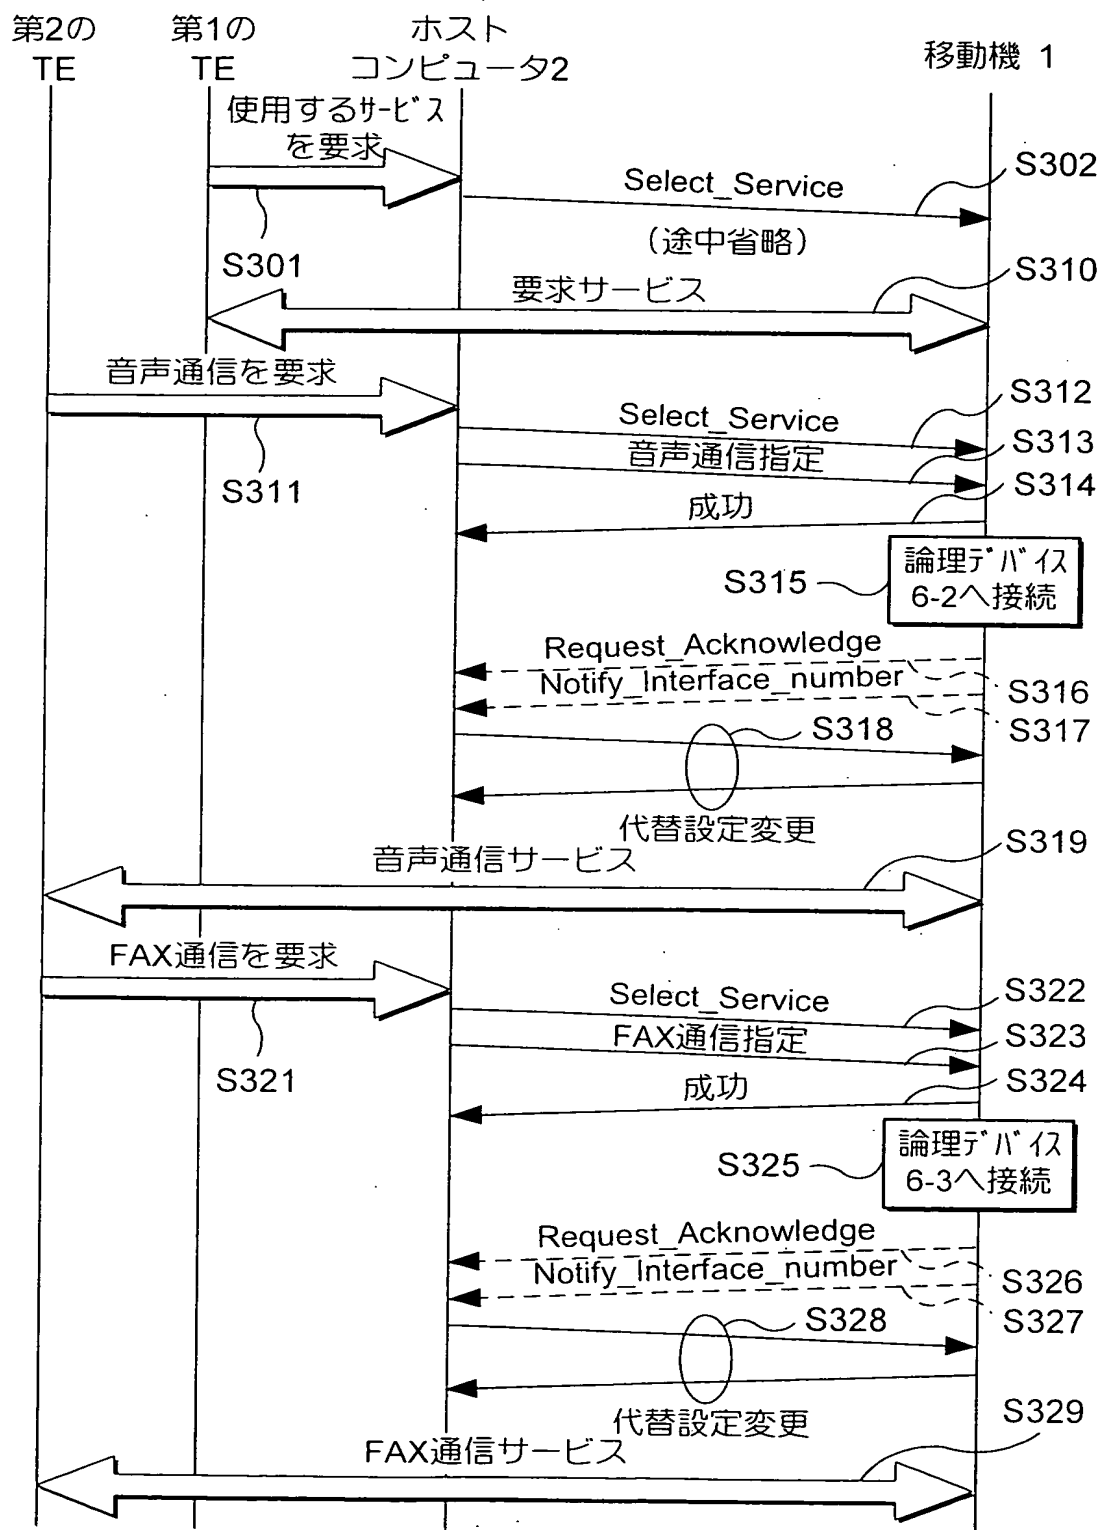 第2の
TE
第1の
TE
ホスト
コンピュータ2
移動機 1
使用するｻｰﾋﾞｽ
を要求
Select_Service
S302
(途中省略)
S301
S310
要求サービス
音声通信を要求
Select_Service
S312
音声通信指定
S313
S311
S314
成功
論理ﾃﾞﾊﾞｲｽ
6-2へ接続
S315
Request_Acknowledge
Notify_Interface_number
S316
S317
S318
代替設定変更
S319
音声通信サービス
FAX通信を要求
Select_Service
S322
FAX通信指定
S323
S321
S324
成功
論理ﾃﾞﾊﾞｲｽ
6-3へ接続
S325
Request_Acknowledge
Notify_Interface_number
S326
S327
S328
代替設定変更
S329
FAX通信サービス